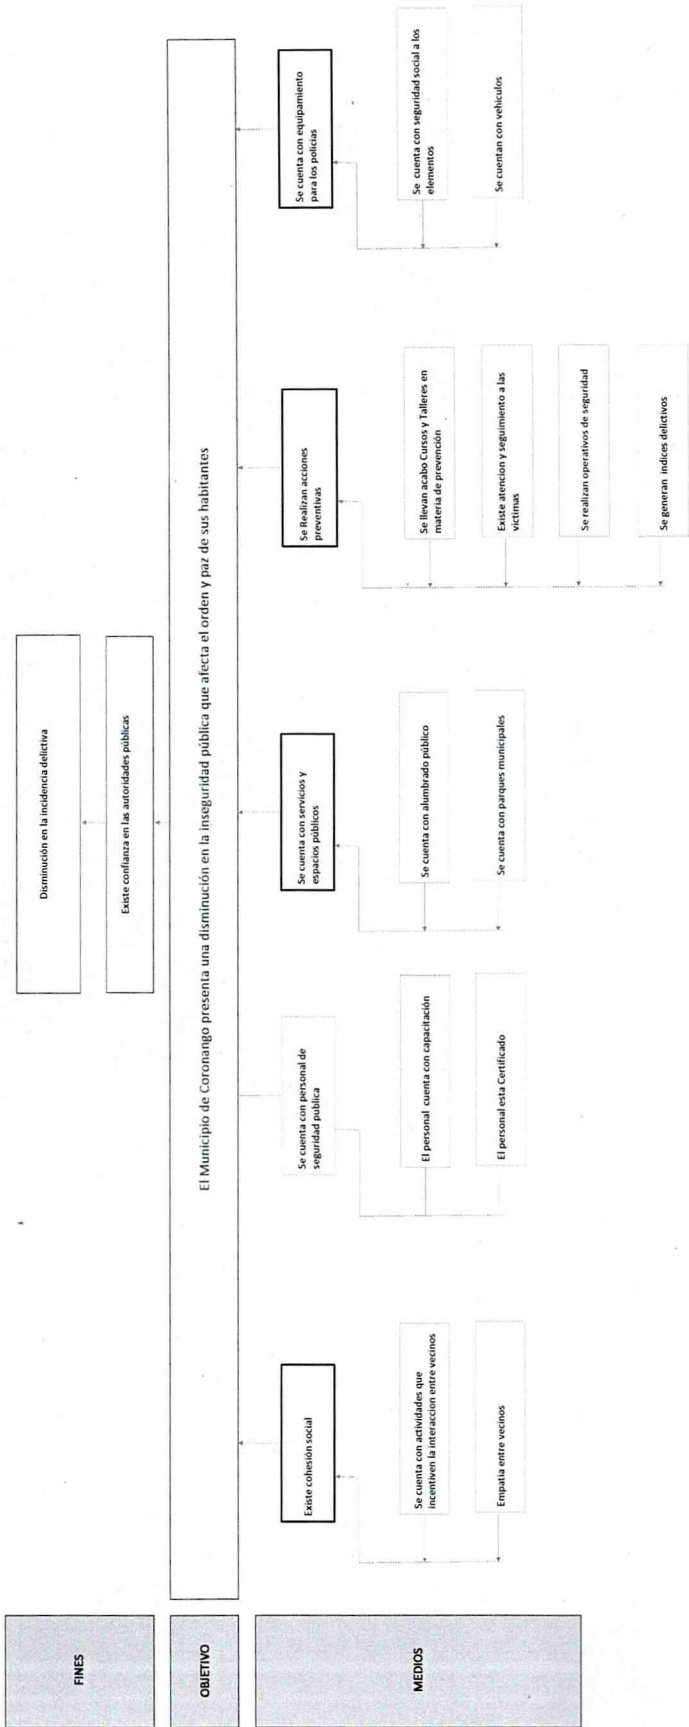 FINES
Disminución en la incidencia delictiva
Existe confianza en las autoridades públicas
OBJETIVO
El Municipio de Coronango presenta una disminución en la inseguridad pública que afecta el orden y paz de sus habitantes
MEDIOS
Existe cohesión social
Se cuenta con actividades que
incentiven la interaccion entre vecinos
Empatia entre vecinos
Se cuenta con personal de
seguridad publica
El personal cuenta con capacitación
El personal esta Certificado
Se cuenta con servicios y
espacios públicos
Se cuenta con alumbrado público
Se cuenta con parques municipales
Se Realizan acciones
preventivas
Se llevan acabo Cursos y Talleres en
materia de prevención
Existe atencion y seguimiento a las
victimas
Se realizan operativos de seguridad
Se generan indices delictivos
Se cuenta con equipamiento
para los policias
Se cuenta con seguridad social a los
elementos
Se cuentan con vehiculos